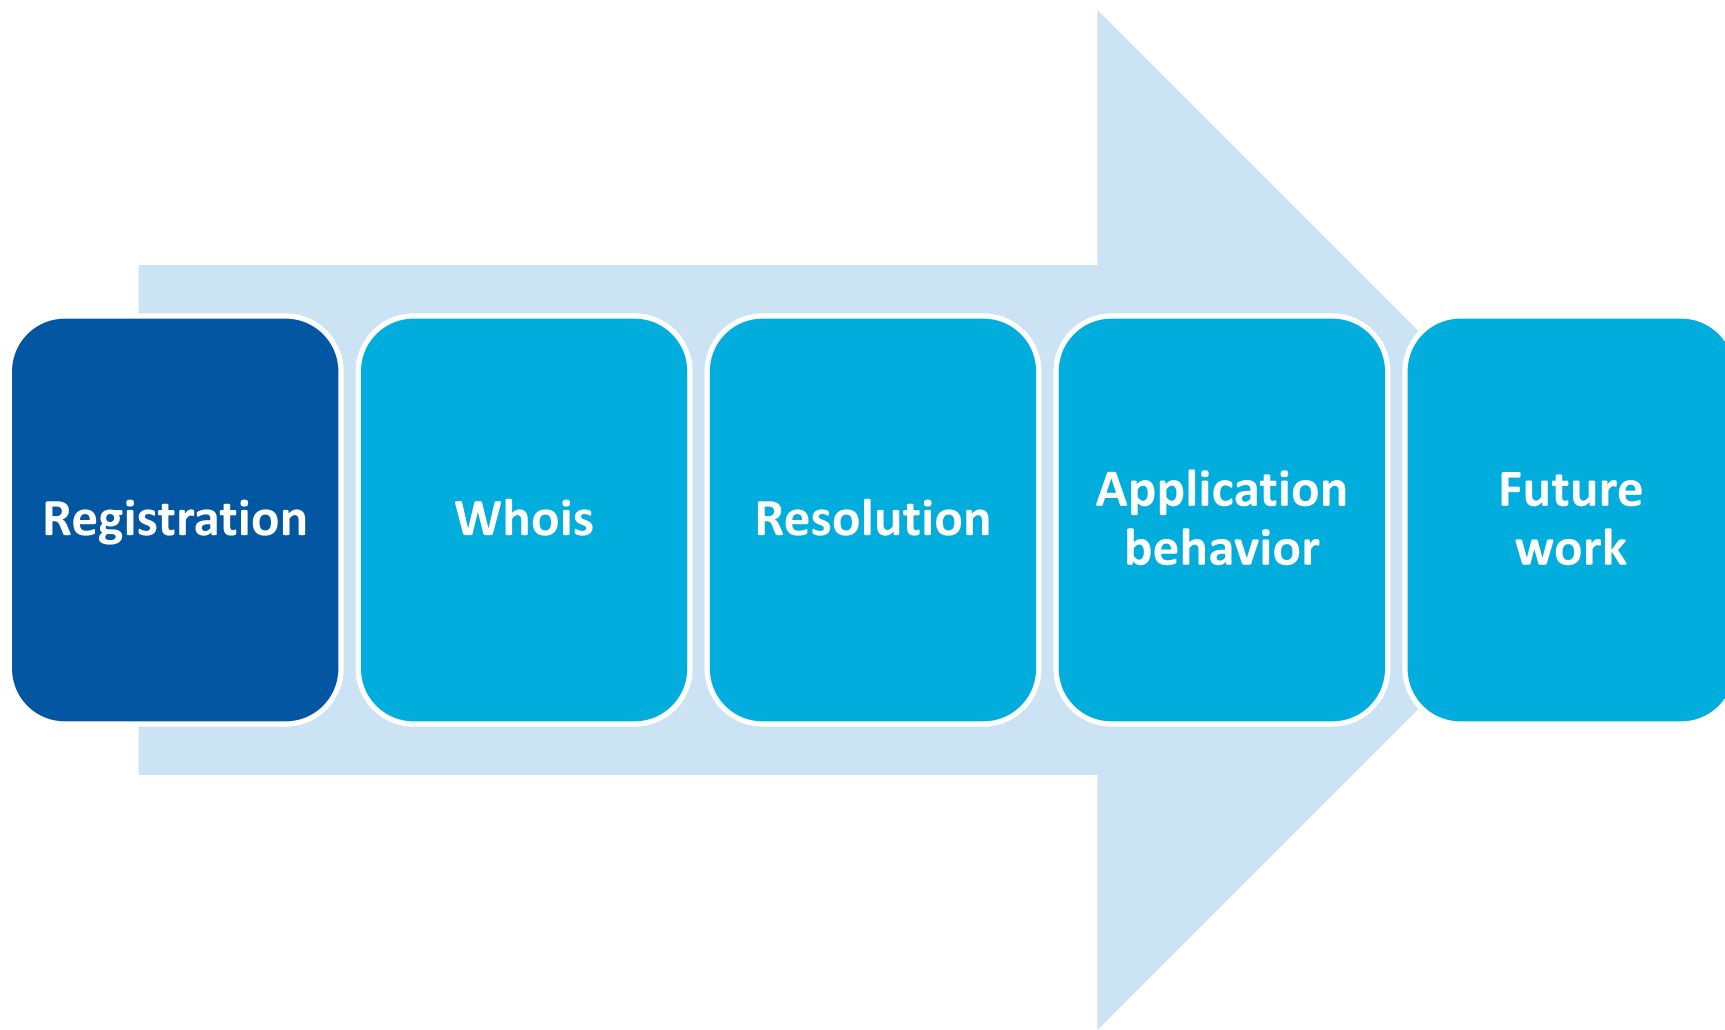 Registration
Whois
Resolution
Application
behavior
Future
work